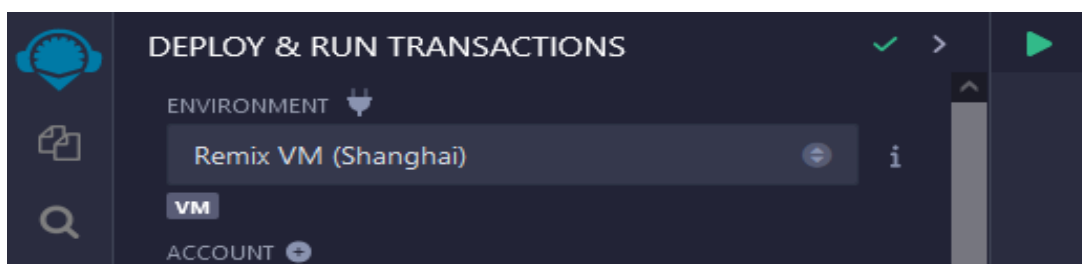 DEPLOY & RUN TRANSACTIONS
ENVIRONMENT
Remix VM (Shanghai)
i
VM
ACCOUNT